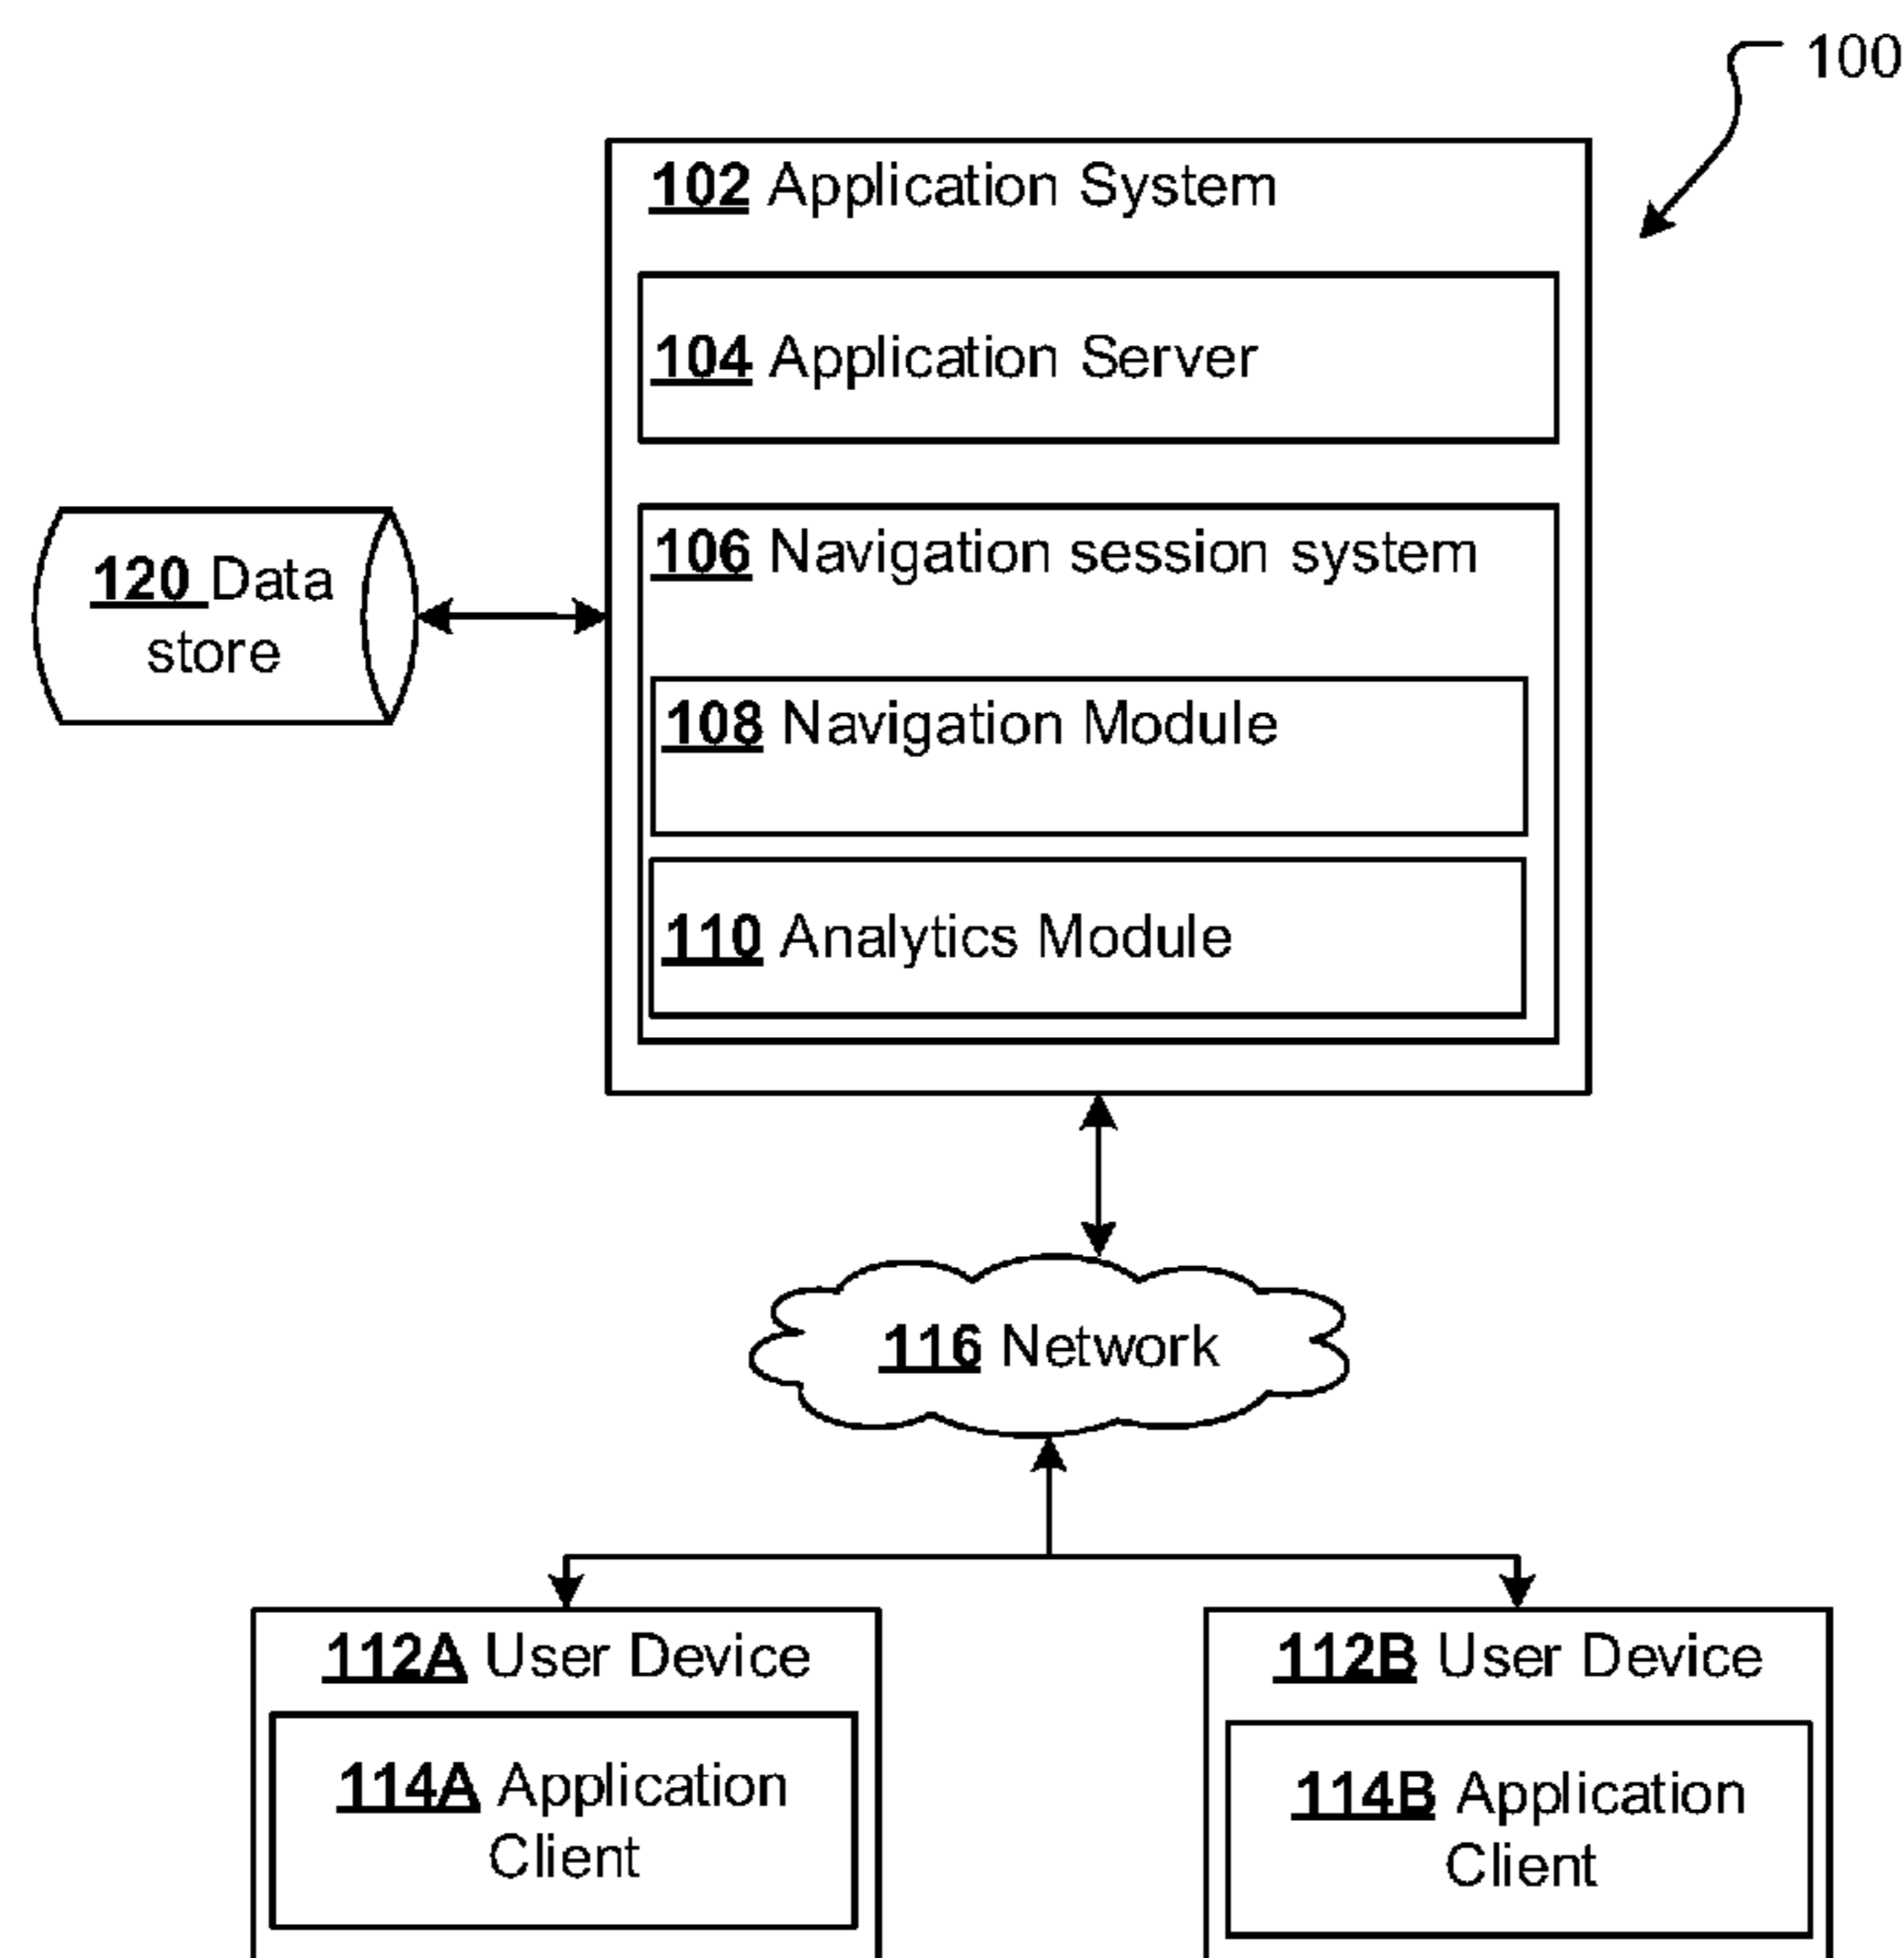 100
102 Application System
104 Application Server
106 Navigation session system
120 Data
store
108 Navigation Module
110 Analytics Module
116 Network
112A User Device
114A Application
Client
112B User Device
114B Application
Client